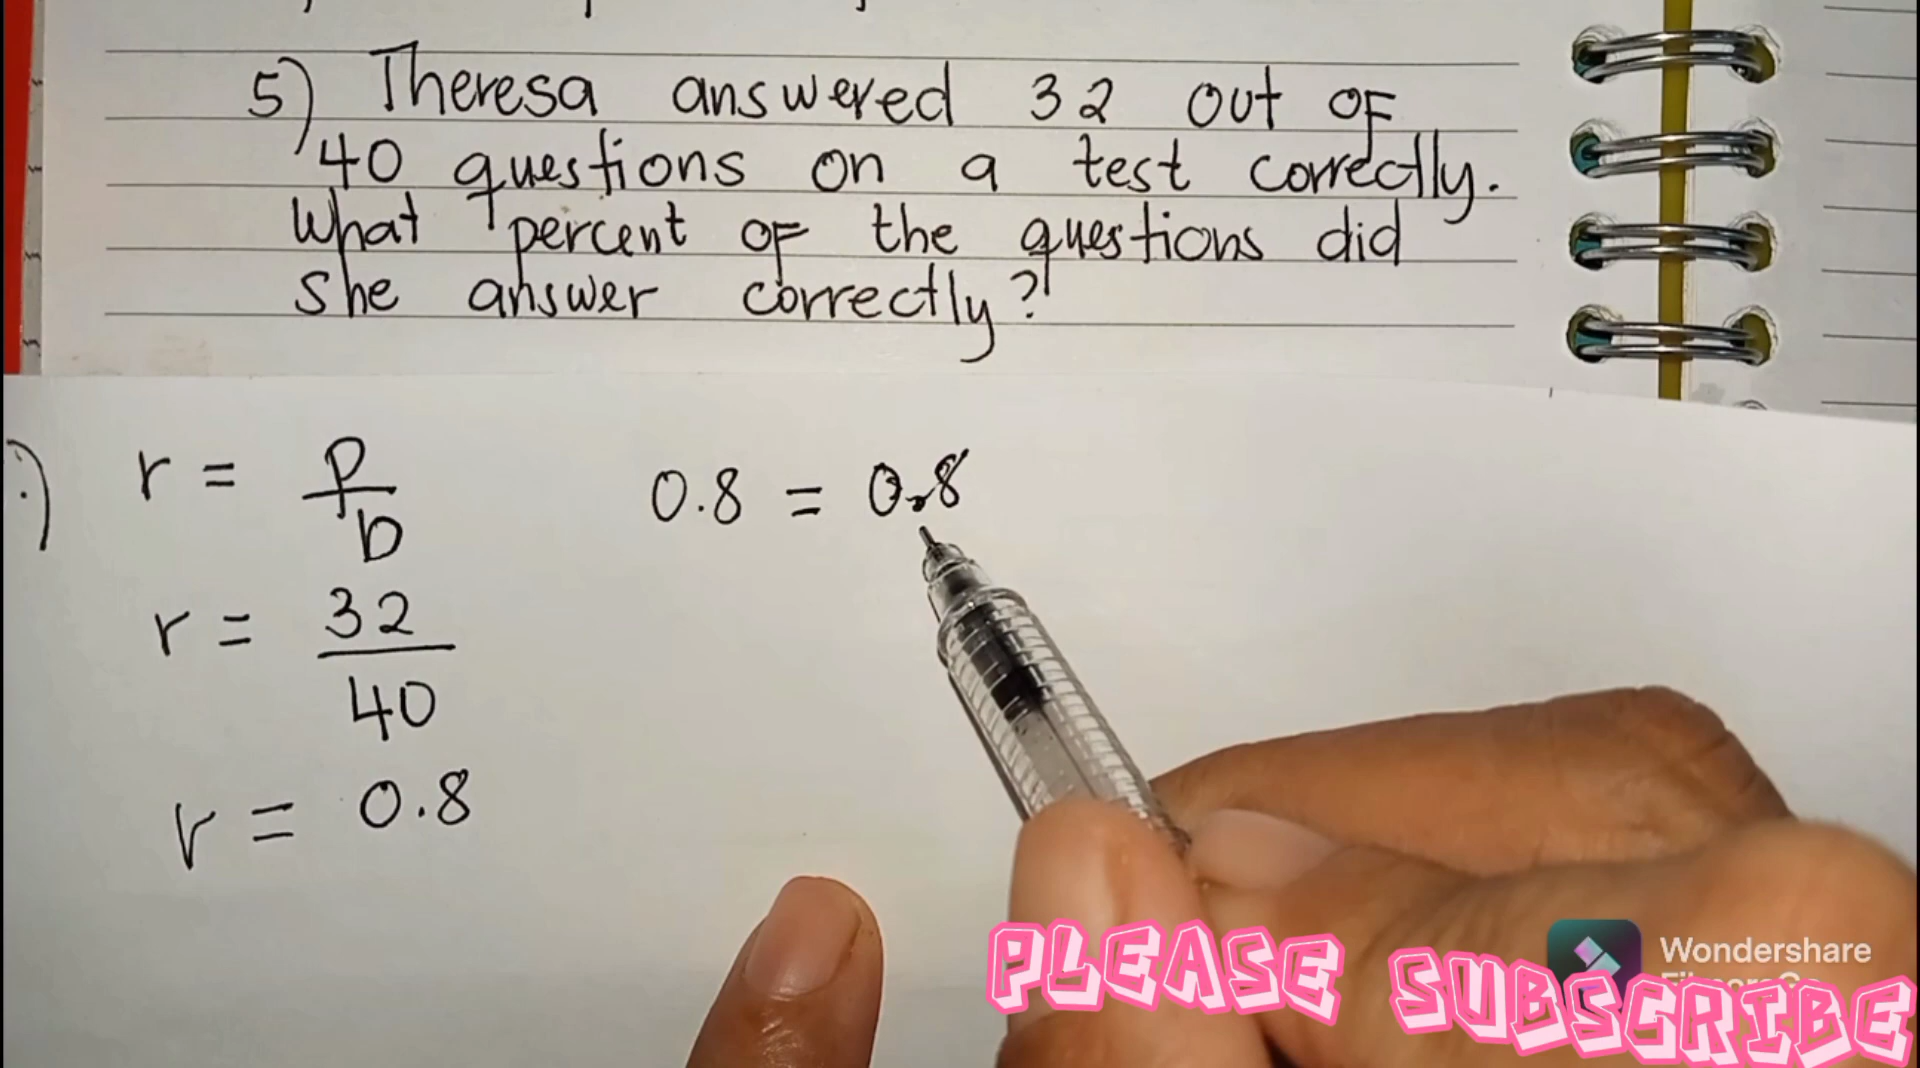 5) Theresa answered 32 out of
40 questions on a test correctly.
What percent of the questions did
she answer correctly?
r = p/b
0.8 = 0.8
r = 32/40
r = 0.8
Wondershare
PLEASE SUBSCRIBE